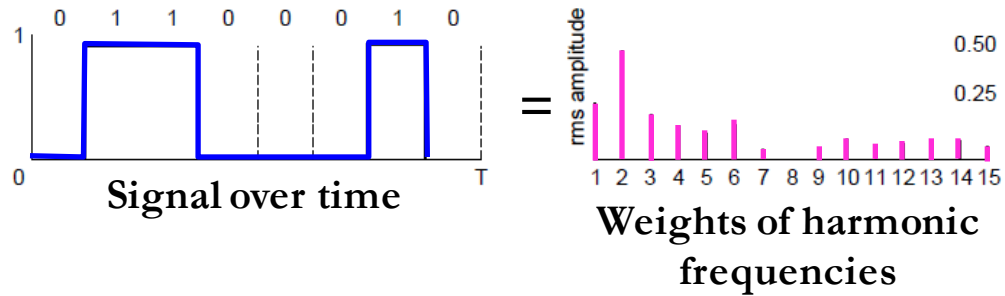 0 1 1 0 0 0 1 0
1
0 T
Signal over time
=
rms amplitude
0.50
0.25
1 2 3 4 5 6 7 8 9 10 11 12 13 14 15
Weights of harmonic
frequencies